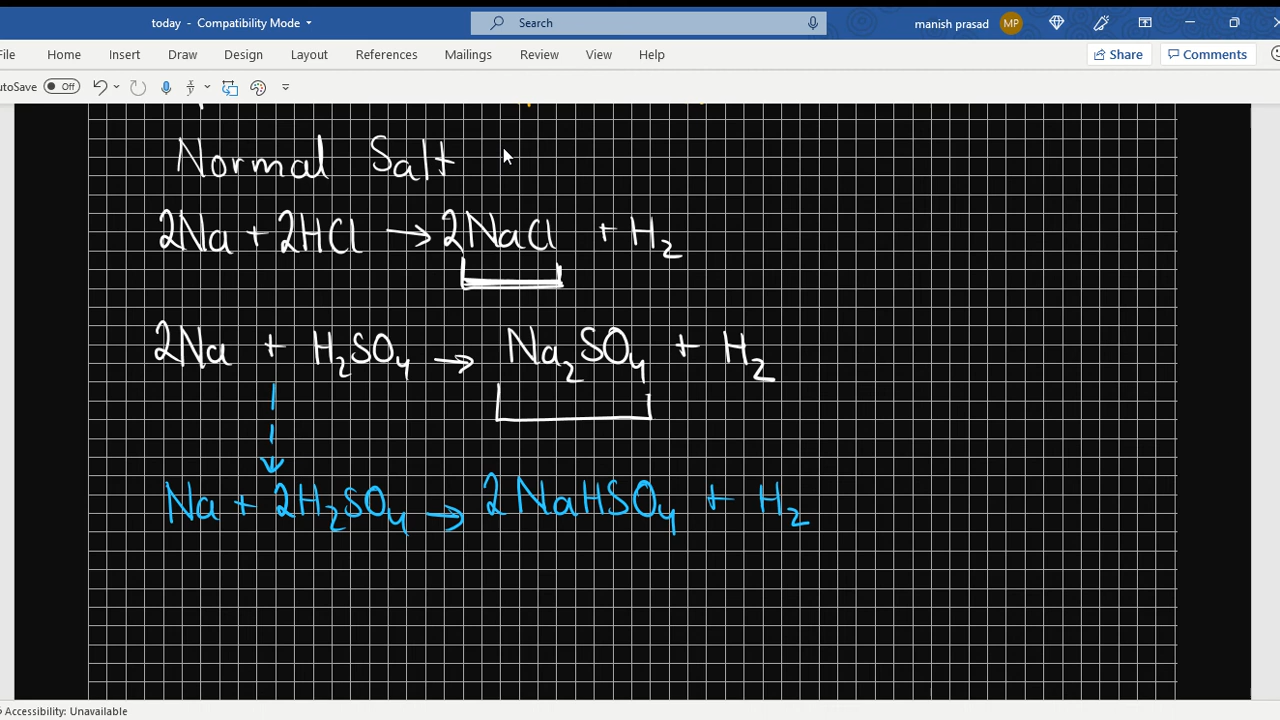 today - Compatibility Mode
Search
manish prasad MP
File Home Insert Draw Design Layout References Mailings Review View Help Share Comments
AutoSave Off
Normal Salt
2Na + 2HCl → 2NaCl + H₂
2Na + H₂SO₄ → Na₂SO₄ + H₂
Na + 2H₂SO₄ → 2NaHSO₄ + H₂
Accessibility: Unavailable